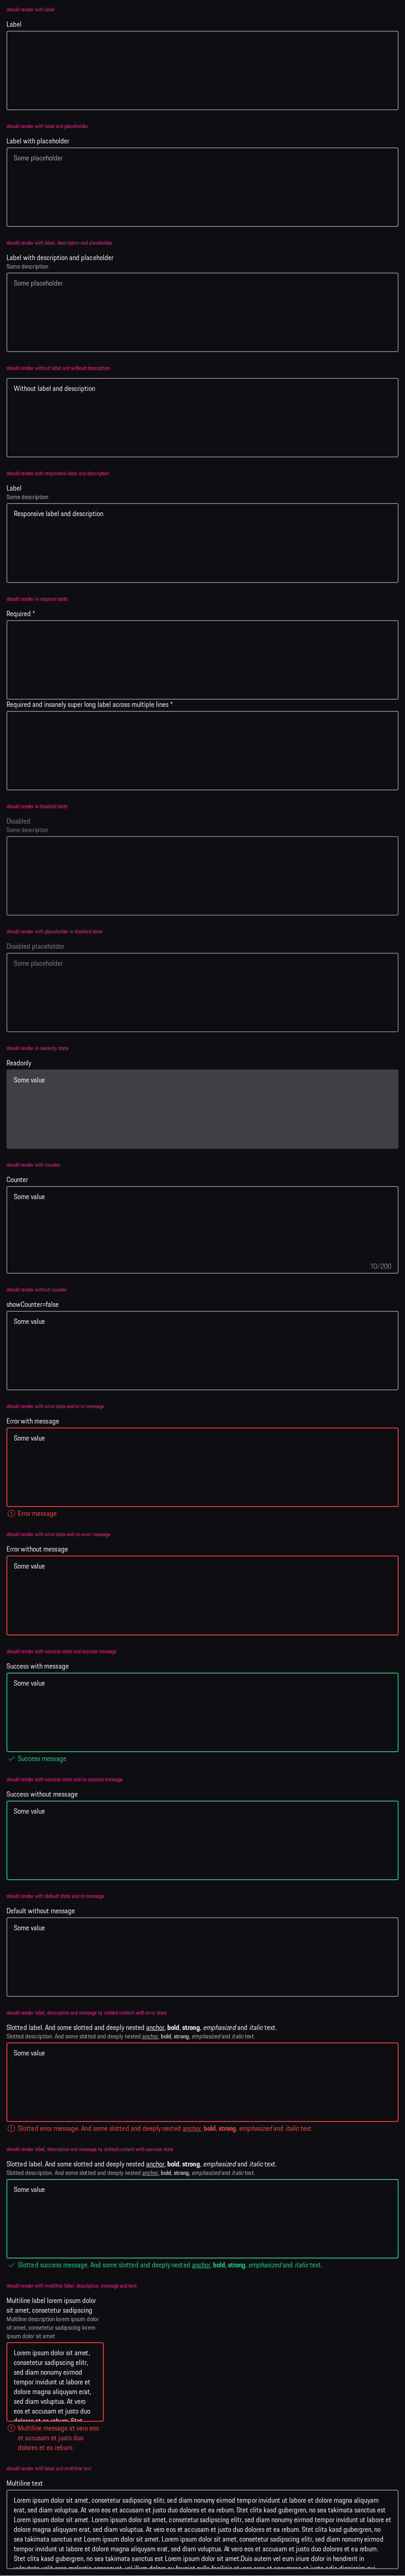 should render with label
Label
should render with label and placeholder
Label with placeholder
Some placeholder
should render with label, description and placeholder
Label with description and placeholder
Some description
Some placeholder
should render without label and without description
Without label and description
should render with responsive label and description
Label
Some description
Responsive label and description
should render in required state
Required *
Required and insanely super long label across multiple lines *
should render in disabled state
Disabled
Some description
should render with placeholder in disabled state
Disabled placeholder
Some placeholder
should render in readonly state
Readonly
Some value
should render with counter
Counter
Some value
10/200
should render without counter
showCounter=false
Some value
should render with error state and error message
Error with message
Some value
Error message
should render with error state and no error message
Error without message
Some value
should render with success state and success message
Success with message
Some value
Success message
should render with success state and no success message
Success without message
Some value
should render with default state and no message
Default without message
Some value
should render label, description and message by slotted content with error state
Slotted label. And some slotted and deeply nested anchor, bold, strong, emphasized and italic text.
Slotted description. And some slotted and deeply nested anchor, bold, strong, emphasized and italic text.
Some value
Slotted error message. And some slotted and deeply nested anchor, bold, strong, emphasized and italic text.
should render label, description and message by slotted content with success state
Slotted label. And some slotted and deeply nested anchor, bold, strong, emphasized and italic text.
Slotted description. And some slotted and deeply nested anchor, bold, strong, emphasized and italic text.
Some value
Slotted success message. And some slotted and deeply nested anchor, bold, strong, emphasized and italic text.
should render with multiline label, description, message and text
Multiline label lorem ipsum dolor
sit amet, consetetur sadipscing
Multiline description lorem ipsum dolor
sit amet, consetetur sadipscing lorem
ipsum dolor sit amet
Lorem ipsum dolor sit amet,
consetetur sadipscing elitr,
sed diam nonumy eirmod
tempor invidunt ut labore et
dolore magna aliquyam erat,
sed diam voluptua. At vero
eos et accusam et justo duo
dolores et ea rebum. Stet
Multiline message at vero eos
et accusam et justo duo
dolores et ea rebum.
should render with label and multiline text
Multiline text
Lorem ipsum dolor sit amet, consetetur sadipscing elitr, sed diam nonumy eirmod tempor invidunt ut labore et dolore magna aliquyam
erat, sed diam voluptua. At vero eos et accusam et justo duo dolores et ea rebum. Stet clita kasd gubergren, no sea takimata sanctus est
Lorem ipsum dolor sit amet. Lorem ipsum dolor sit amet, consetetur sadipscing elitr, sed diam nonumy eirmod tempor invidunt ut labore et
dolore magna aliquyam erat, sed diam voluptua. At vero eos et accusam et justo duo dolores et ea rebum. Stet clita kasd gubergren, no
sea takimata sanctus est Lorem ipsum dolor sit amet. Lorem ipsum dolor sit amet, consetetur sadipscing elitr, sed diam nonumy eirmod
tempor invidunt ut labore et dolore magna aliquyam erat, sed diam voluptua. At vero eos et accusam et justo duo dolores et ea rebum.
Stet clita kasd gubergren, no sea takimata sanctus est Lorem ipsum dolor sit amet.Duis autem vel eum iriure dolor in hendrerit in